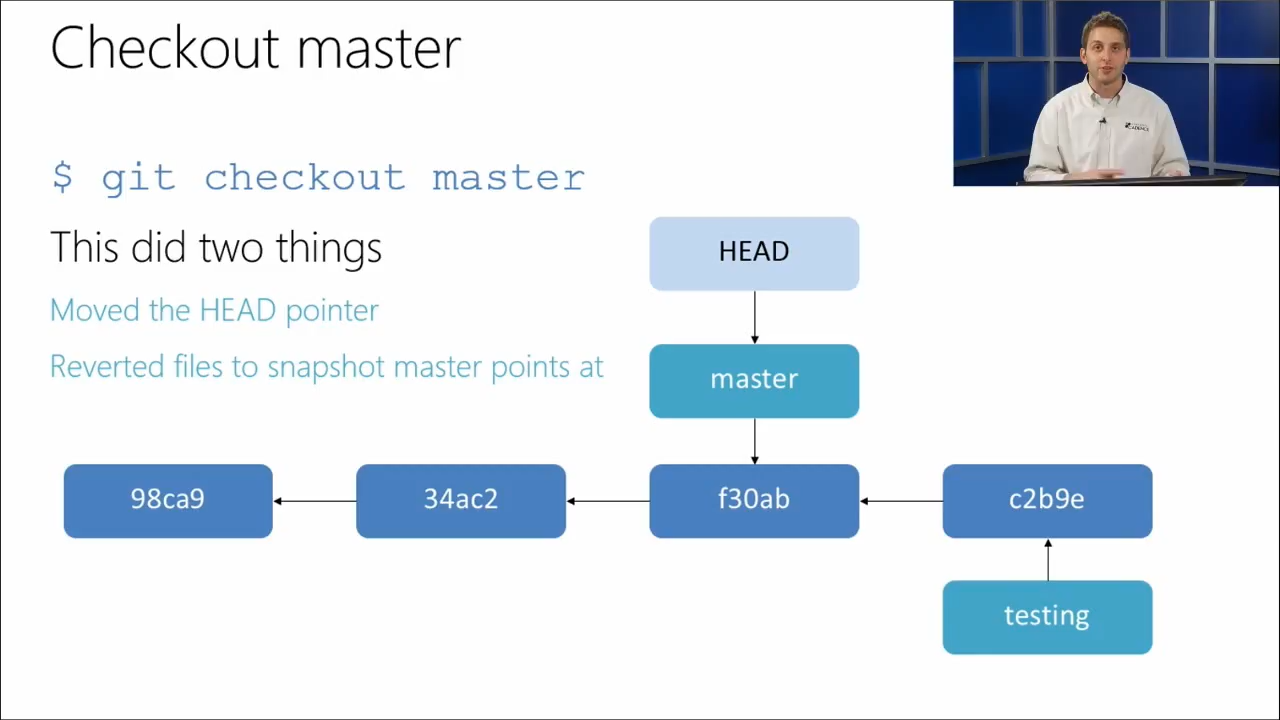 Checkout master
$ git checkout master
This did two things
Moved the HEAD pointer
Reverted files to snapshot master points at
HEAD
master
98ca9
34ac2
f30ab
c2b9e
testing
CADENCE